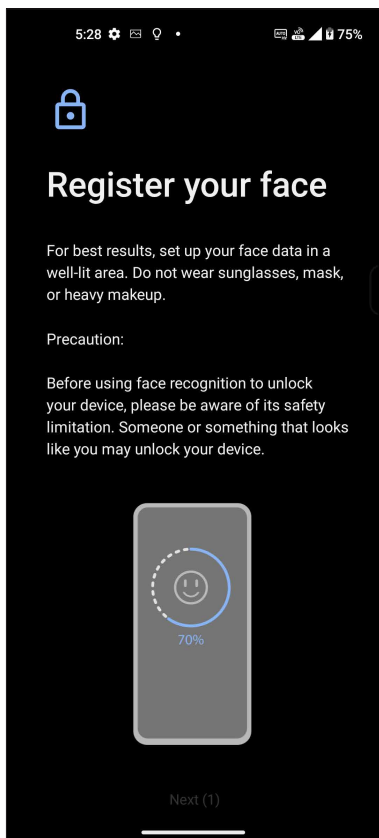 5:28
75%
Register your face
For best results, set up your face data in a
well-lit area. Do not wear sunglasses, mask,
or heavy makeup.
Precaution:
Before using face recognition to unlock
your device, please be aware of its safety
limitation. Someone or something that looks
like you may unlock your device.
70%
Next (1)